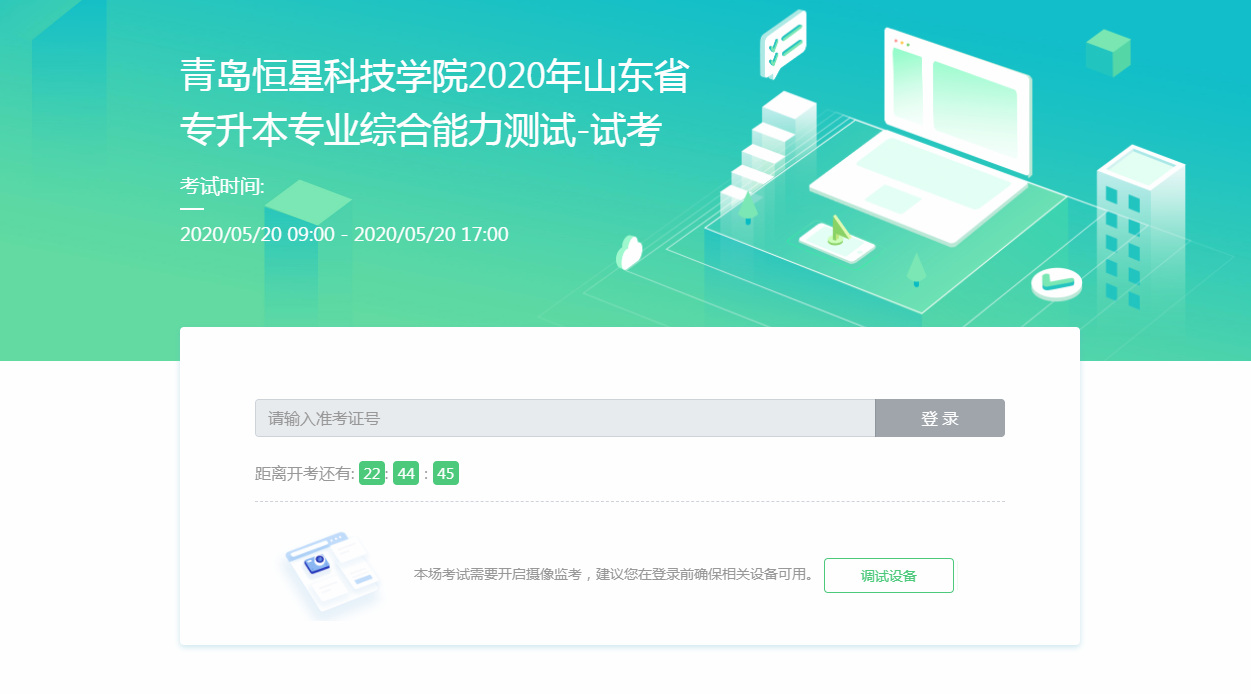 青岛恒星科技学院2020年山东省
专升本专业综合能力测试-试考
考试时间:
2020/05/20 09:00 - 2020/05/20 17:00
请输入准考证号
登 录
距离开考还有: 22 : 44 : 45
本场考试需要开启摄像监考，建议您在登录前确保相关设备可用。
调试设备